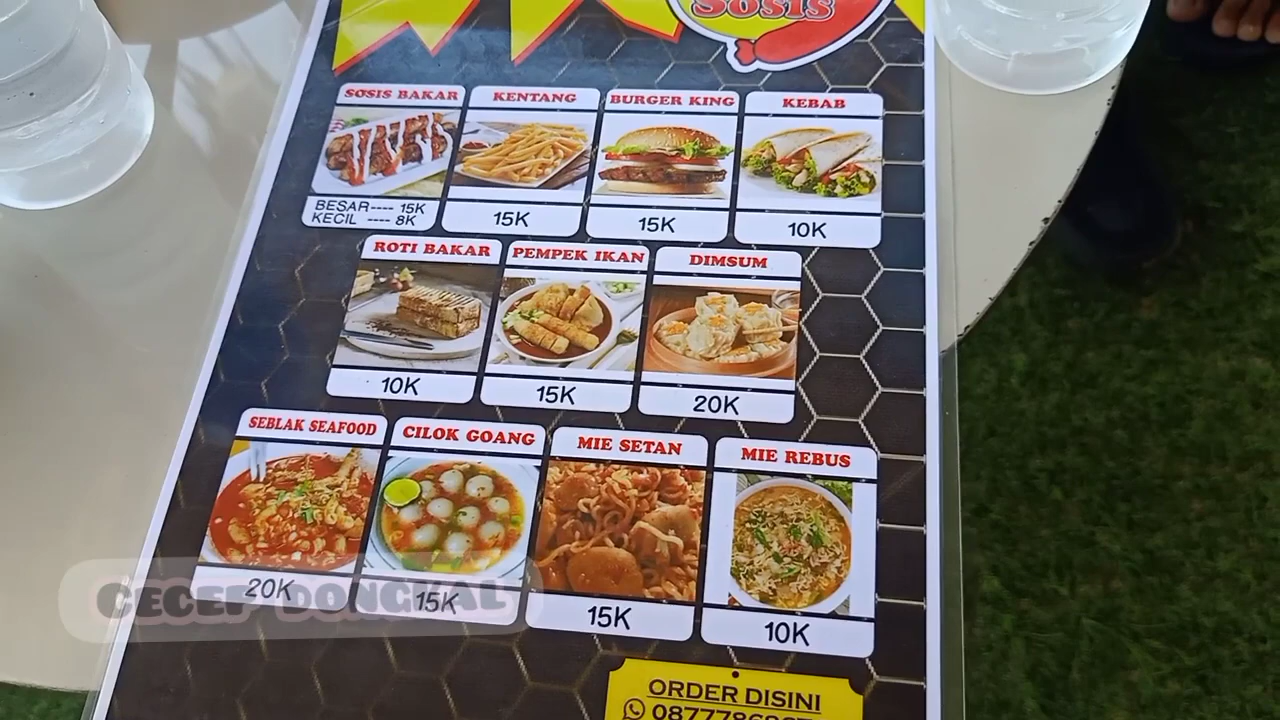 Sosis
SOSIS BAKAR
BESAR---- 15K
KECIL ---- 8K
KENTANG
15K
BURGER KING
15K
KEBAB
10K
ROTI BAKAR
10K
PEMPEK IKAN
15K
DIMSUM
20K
SEBLAK SEAFOOD
20K
CILOK GOANG
15K
MIE SETAN
15K
MIE REBUS
10K
CECEP DONGKAL
ORDER DISINI